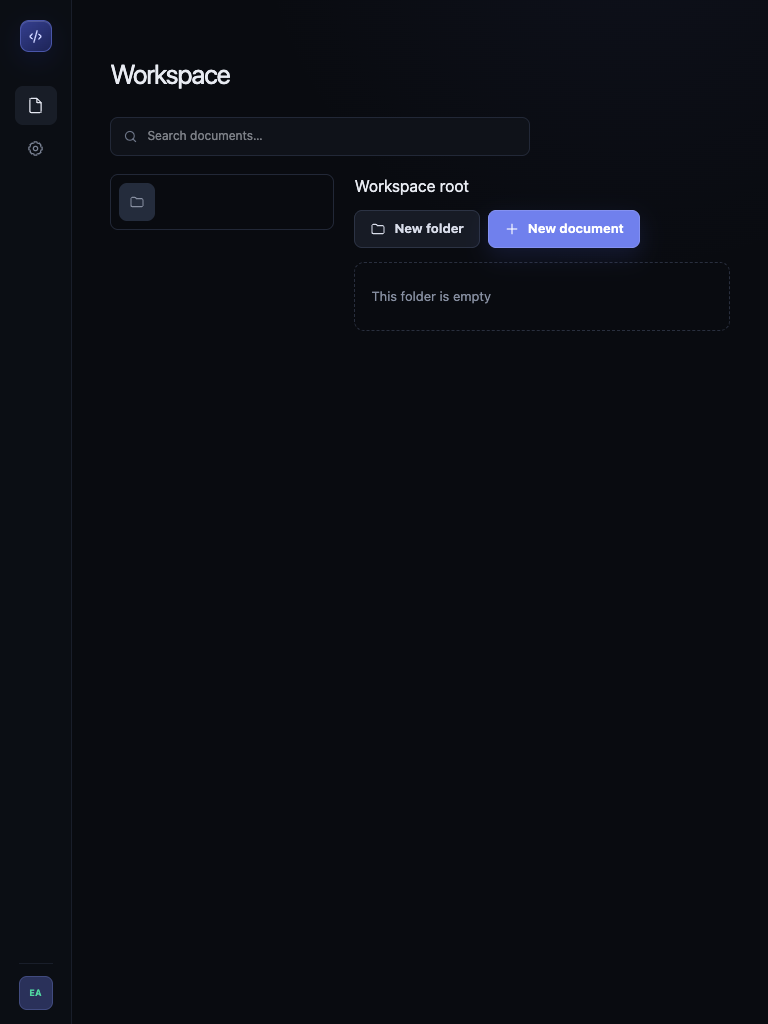 Workspace
Search documents...
Workspace root
New folder
New document
This folder is empty
EA